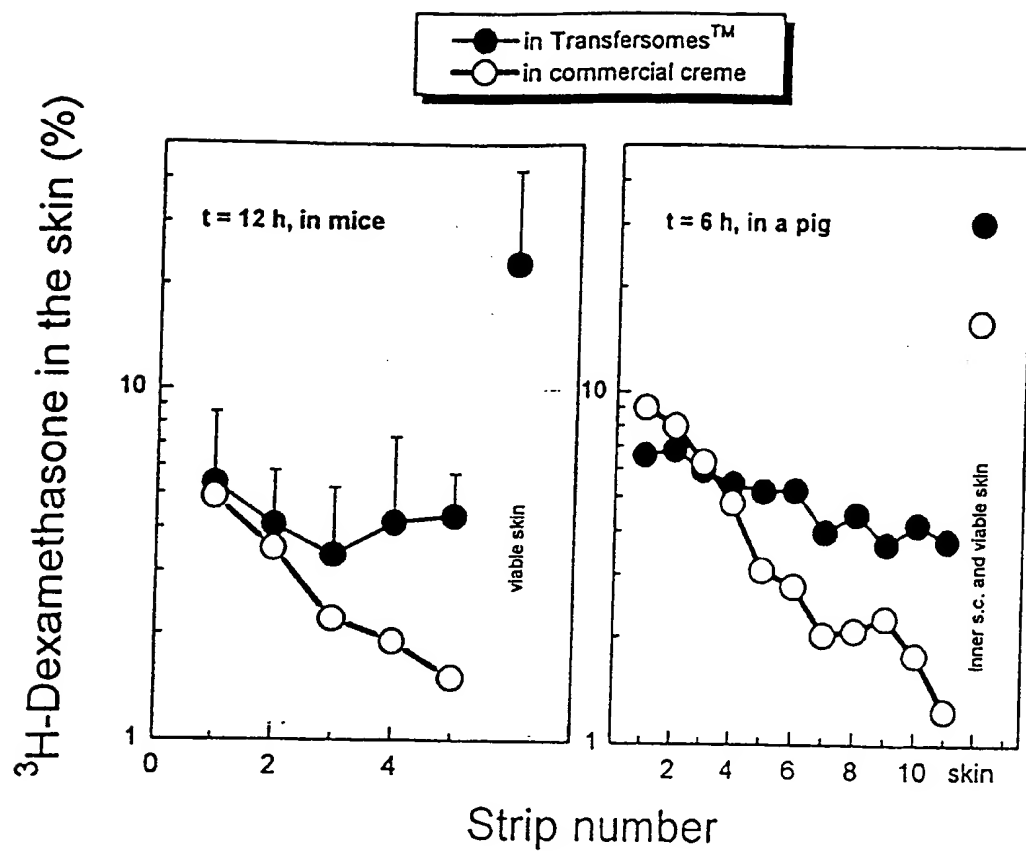 in Transfersomes™
in commercial creme
³H-Dexamethasone in the skin (%)
t = 12 h, in mice
t = 6 h, in a pig
10
1
viable skin
0
2
4
10
1
Inner s.c. and viable skin
2
4
6
8
10
skin
Strip number